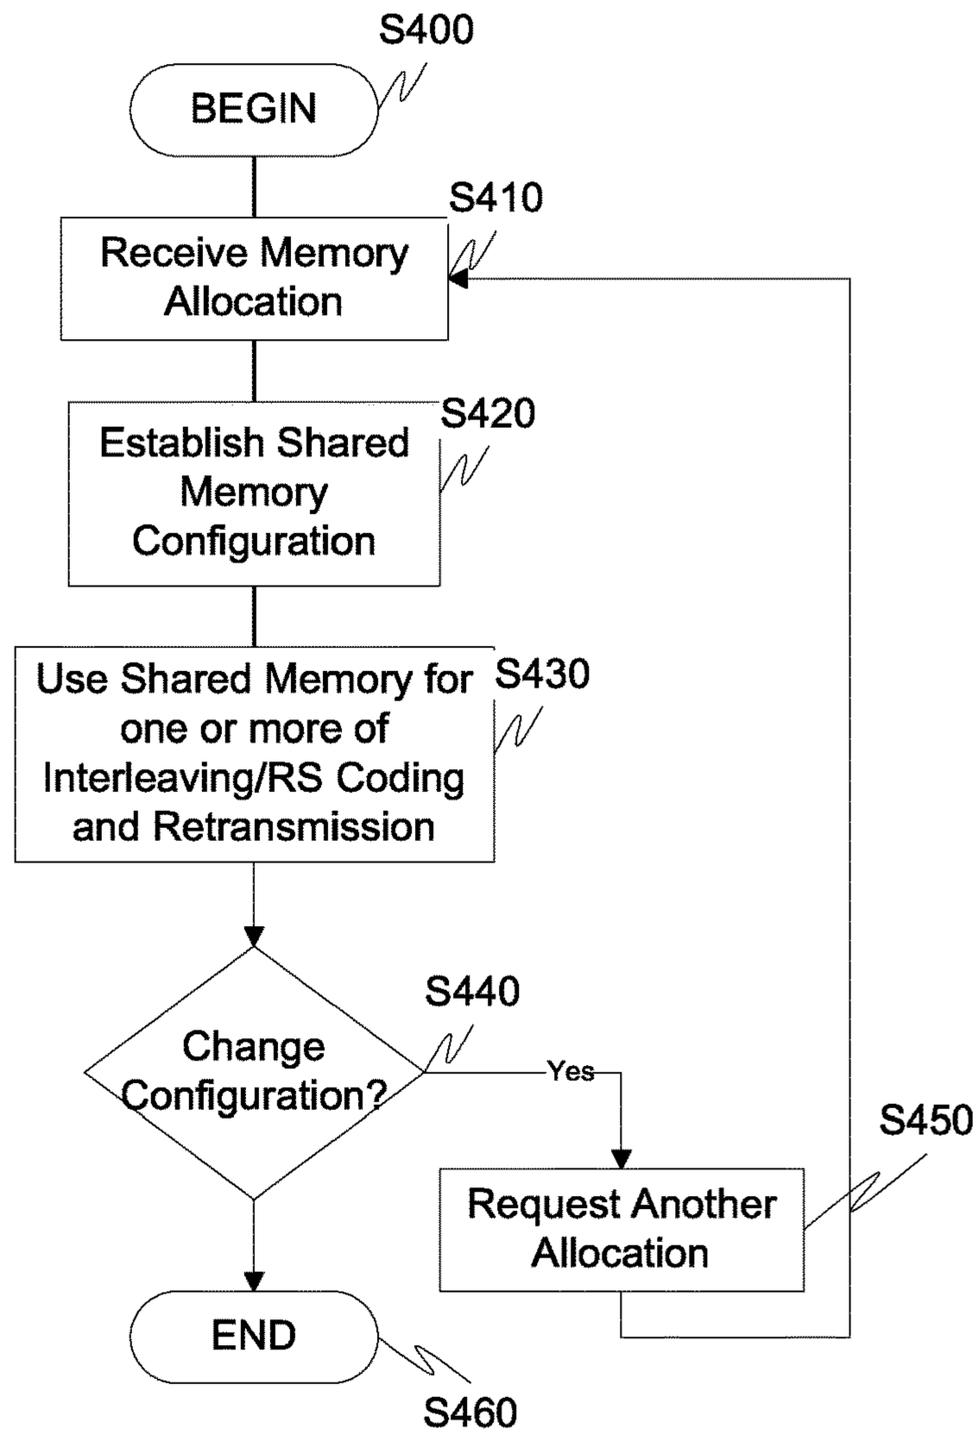 S400
BEGIN
S410
Receive Memory
Allocation
S420
Establish Shared
Memory
Configuration
S430
Use Shared Memory for
one or more of
Interleaving/RS Coding
and Retransmission
S440
Change
Configuration?
Yes
S450
Request Another
Allocation
END
S460